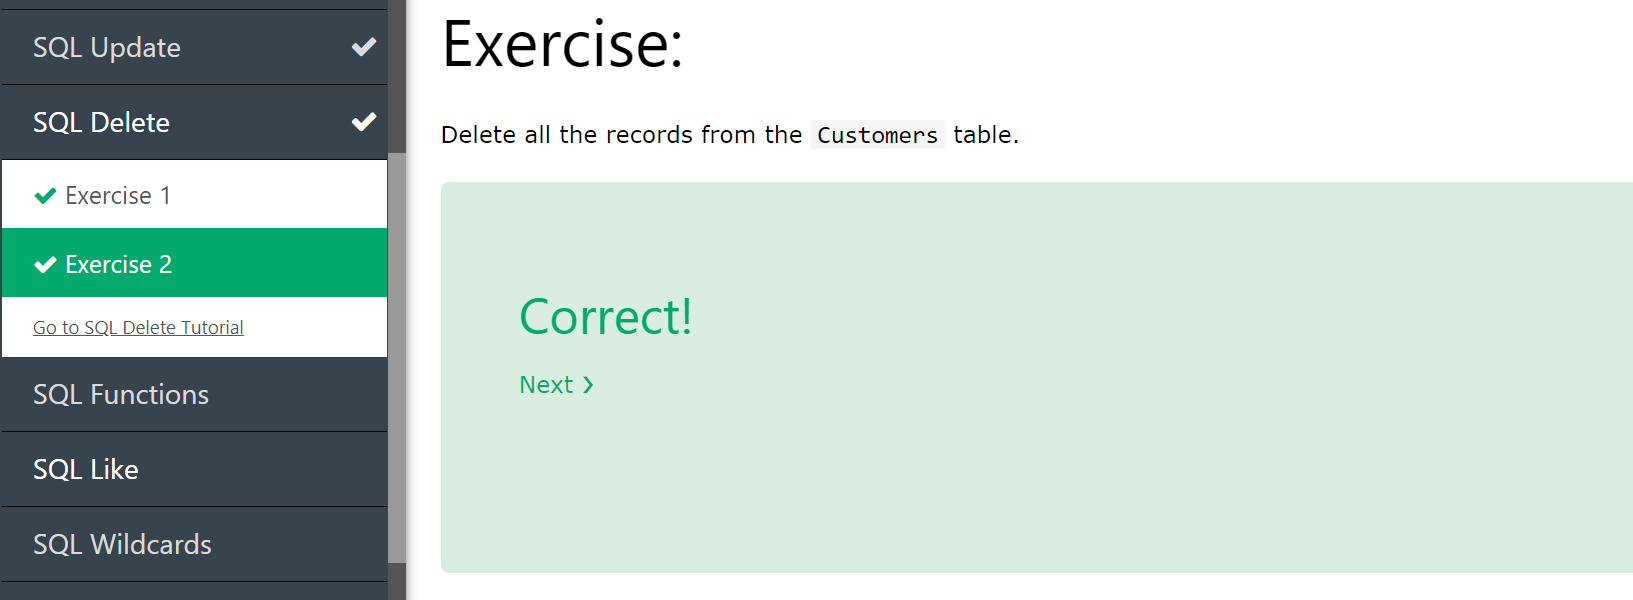 SQL Update
SQL Delete
Exercise 1
Exercise 2
Go to SQL Delete Tutorial
SQL Functions
SQL Like
SQL Wildcards
Exercise:
Delete all the records from the Customers table.
Correct!
Next ❯